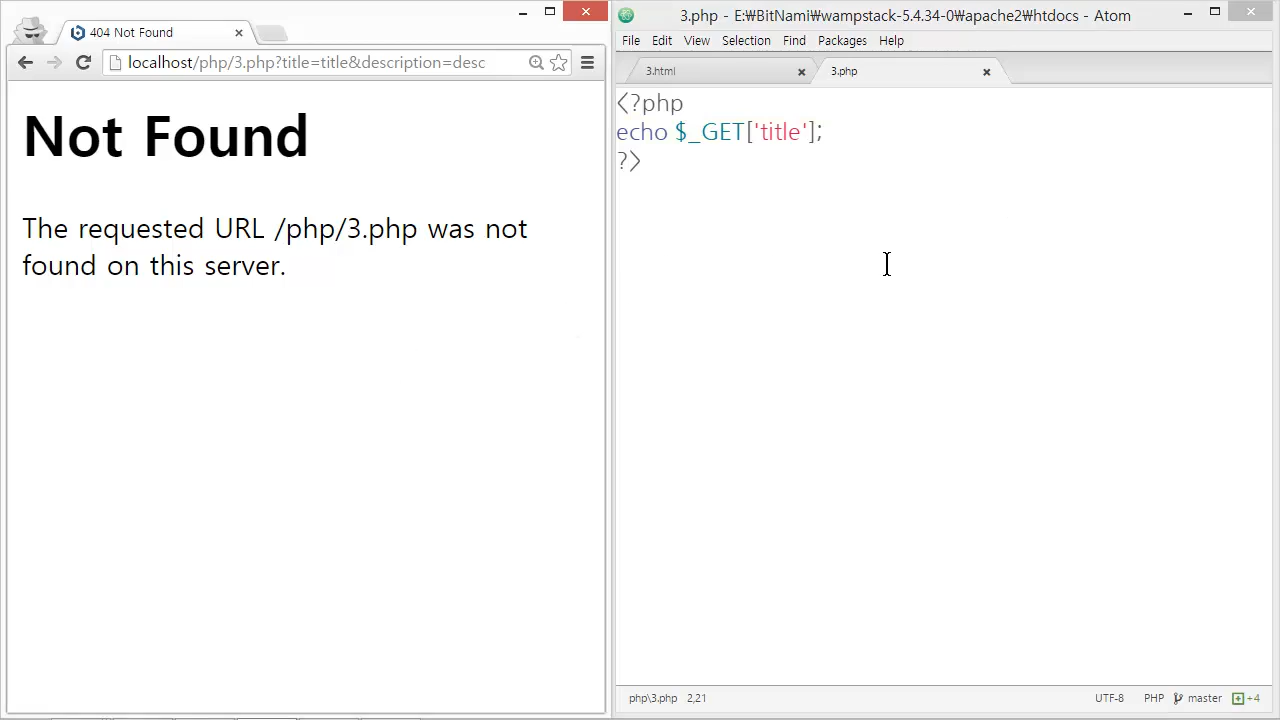 404 Not Found
localhost/php/3.php?title=title&description=desc
Not Found
The requested URL /php/3.php was not
found on this server.
3.php - E:₩BitNami₩wampstack-5.4.34-0₩apache2₩htdocs - Atom
File Edit View Selection Find Packages Help
3.html
3.php
<?php
echo $_GET['title'];
?>
php\3.php 2,21
UTF-8 PHP master +4